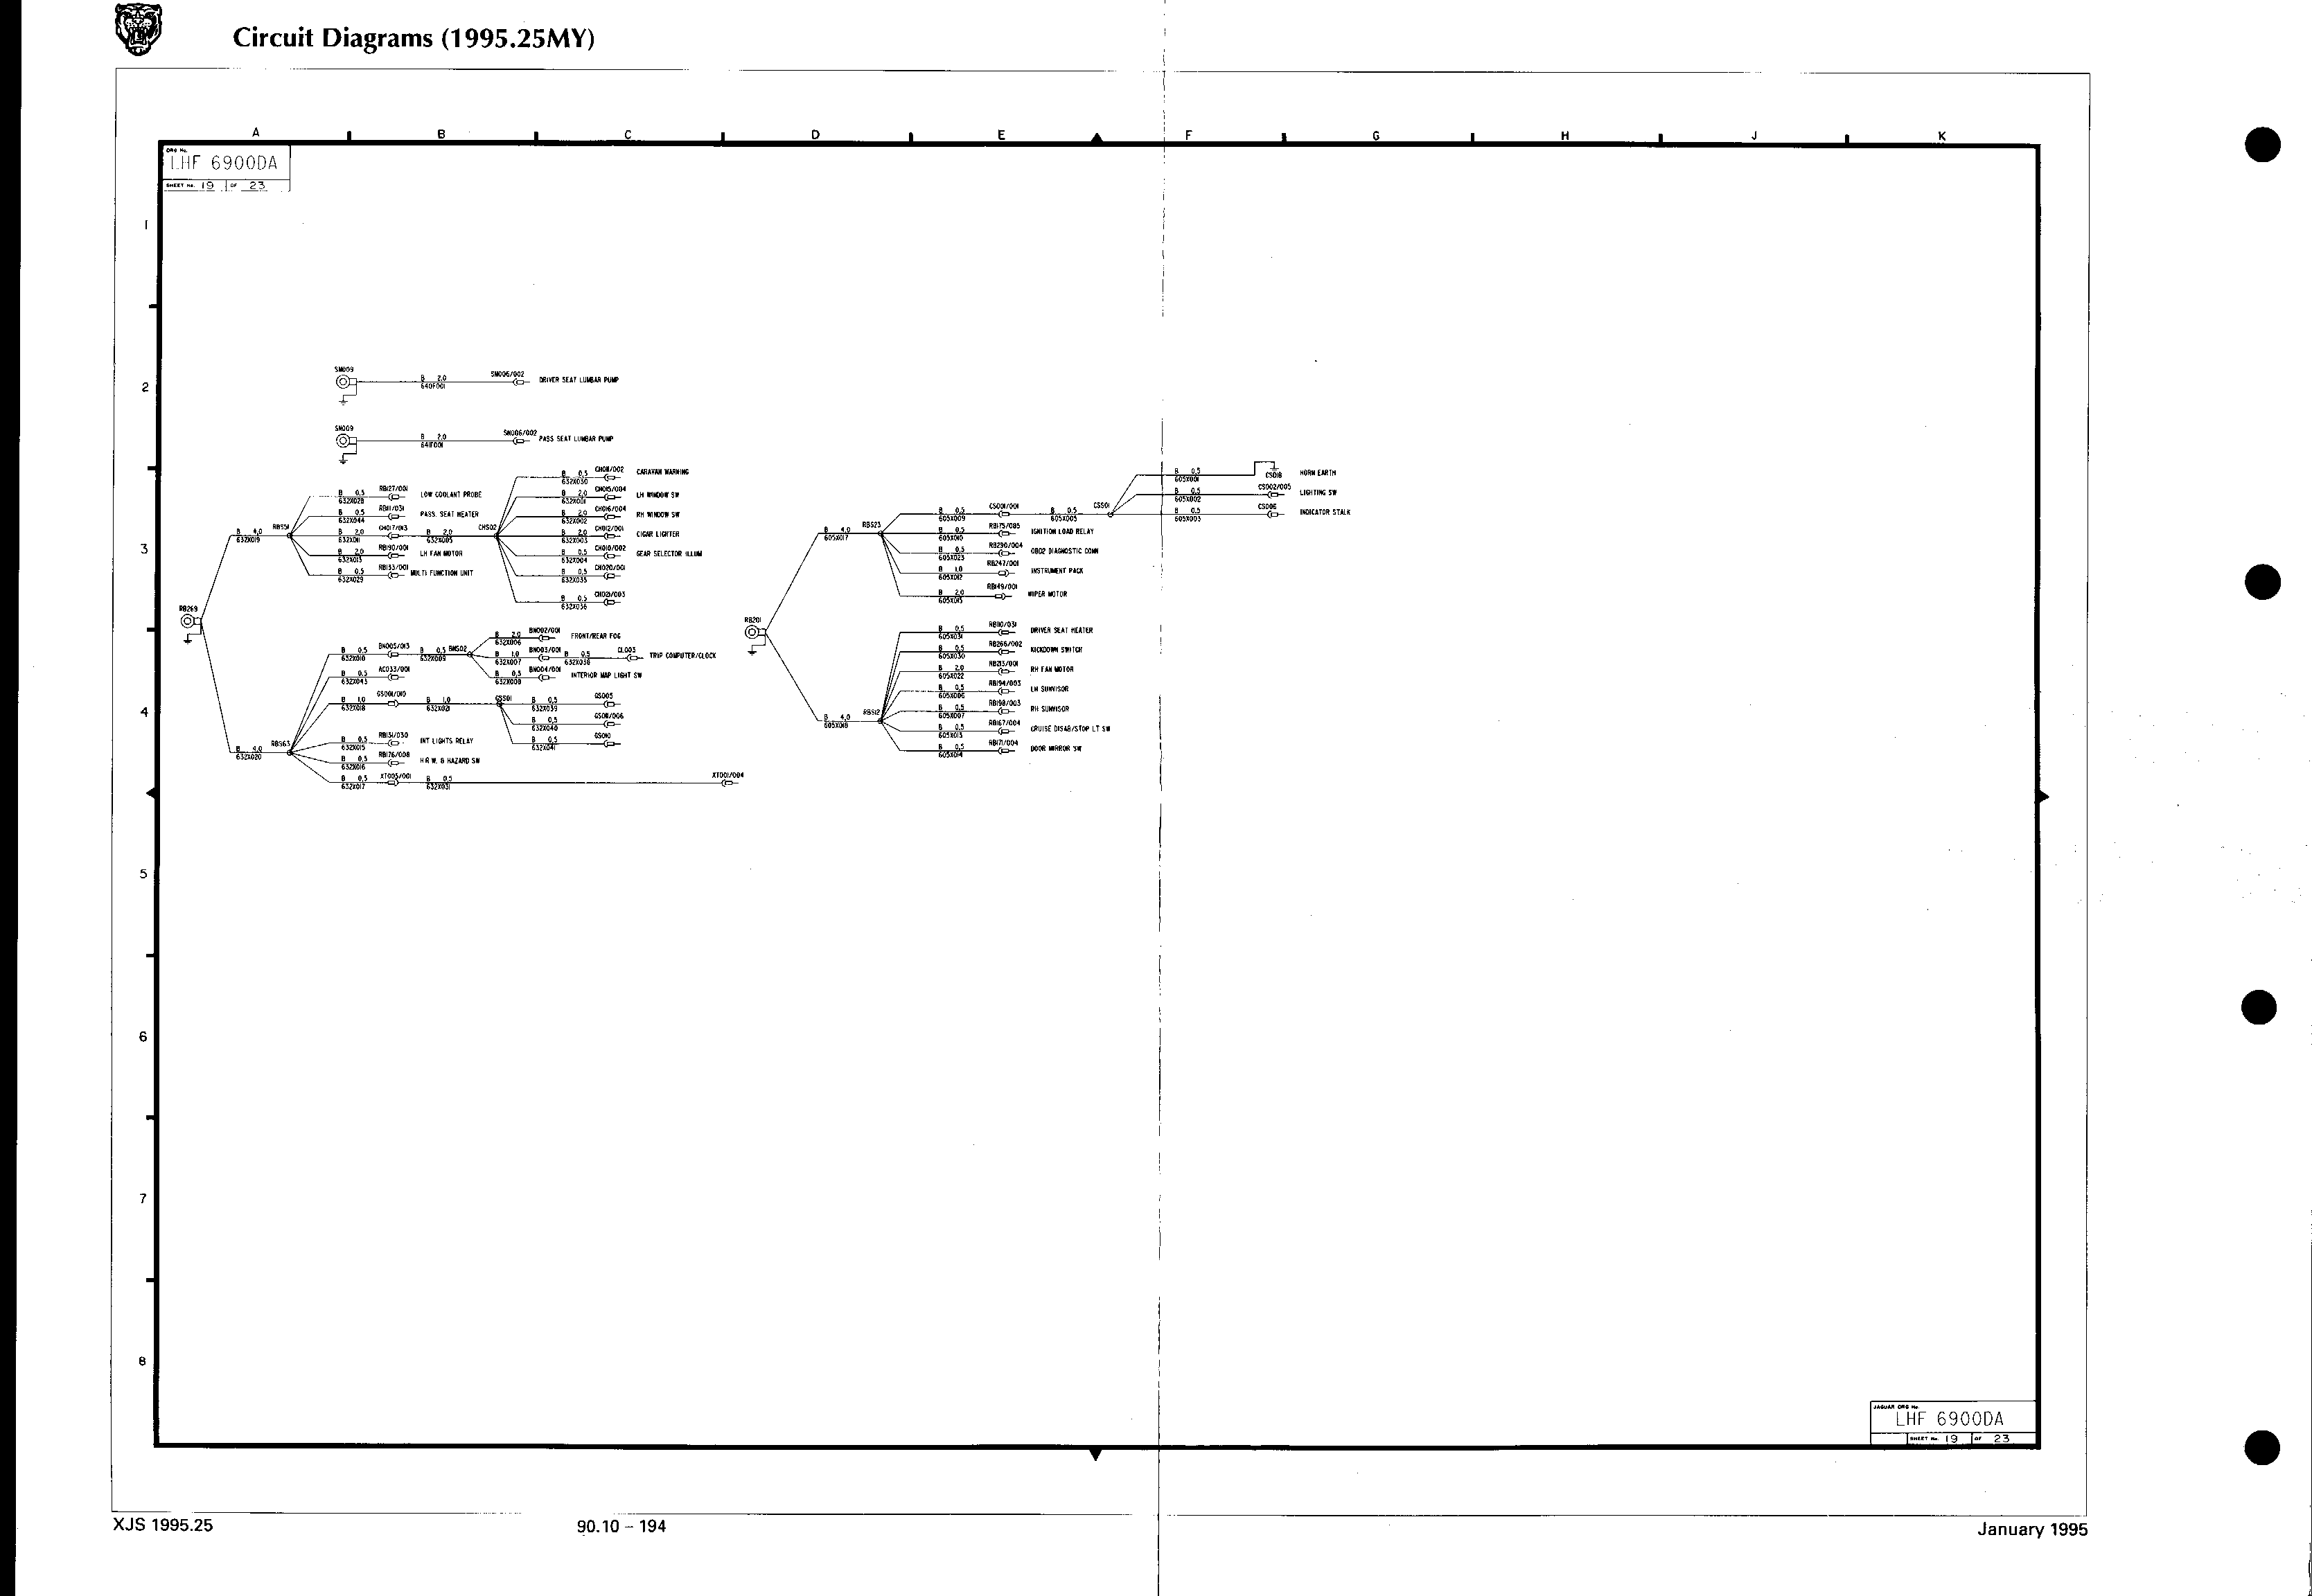 Circuit Diagrams (1995.25MY)
A B C D E F G H J K
DRG No.
LHF 6900DA
SHEET No. 19 OF 23
1
2
3
4
5
6
7
8
SM009
B 2.0
640F001
SM006/002
DRIVER SEAT LUMBAR PUMP
SN009
B 2.0
641F001
SN006/002
PASS SEAT LUMBAR PUMP
RB269
B 4.0
632X019
RBS51
B 0.5
632X028
RB127/001
LOW COOLANT PROBE
B 0.5
632X044
RB111/031
PASS. SEAT HEATER
B 2.0
632X011
CH017/013
B 2.0
632X005
CHS02
B 2.0
632X013
RB190/001
LH FAN MOTOR
B 0.5
632X029
RB153/001
MULTI FUNCTION UNIT
B 0.5
632X030
CH011/002
CARAVAN WARNING
B 2.0
632X001
CH015/004
LH WINDOW SW
B 2.0
632X002
CH016/004
RH WINDOW SW
B 2.0
632X003
CH012/001
CIGAR LIGHTER
B 0.5
632X004
CH010/002
GEAR SELECTOR ILLUM
B 0.5
632X035
CH020/001
B 0.5
632X036
CH021/003
B 4.0
632X020
RBS63
B 0.5
632X010
BN005/013
B 0.5
632X009
BNS02
B 2.0
632X006
BN002/001
FRONT/REAR FOG
B 1.0
632X007
BN003/001
B 0.5
632X038
CL003
TRIP COMPUTER/CLOCK
B 0.5
632X008
BN004/001
INTERIOR MAP LIGHT SW
B 0.5
632X043
AC033/001
B 1.0
632X018
GS001/010
B 1.0
632X021
GSS01
B 0.5
632X039
GS005
B 0.5
632X040
GS011/006
B 0.5
632X041
GS010
B 0.5
632X015
RB151/030
INT LIGHTS RELAY
B 0.5
632X016
RB176/008
H R W. & HAZARD SW
B 0.5
632X017
XT005/001
B 0.5
632X031
XT001/004
RB201
B 4.0
605X017
RBS23
B 0.5
605X009
CS001/001
B 0.5
605X005
CSS01
B 0.5
605X001
CS018
HORN EARTH
B 0.5
605X002
CS002/005
LIGHTING SW
B 0.5
605X003
CS006
INDICATOR STALK
B 0.5
605X010
RB175/085
IGNITION LOAD RELAY
B 0.5
605X023
RB290/004
OBD2 DIAGNOSTIC CONN
B 1.0
605X012
RB247/001
INSTRUMENT PACK
B 2.0
605X015
RB149/001
WIPER MOTOR
B 4.0
605X018
RBS12
B 0.5
605X031
RB110/031
DRIVER SEAT HEATER
B 0.5
605X030
RB266/002
KICKDOWN SWITCH
B 2.0
605X022
RB213/001
RH FAN MOTOR
B 0.5
605X006
RB194/003
LH SUNVISOR
B 0.5
605X007
RB198/003
RH SUNVISOR
B 0.5
605X013
RB167/004
CRUISE DISAB/STOP LT SW
B 0.5
605X014
RB171/004
DOOR MIRROR SW
JAGUAR DRG No.
LHF 6900DA
SHEET No. 19 OF 23
XJS 1995.25
90.10 – 194
January 1995